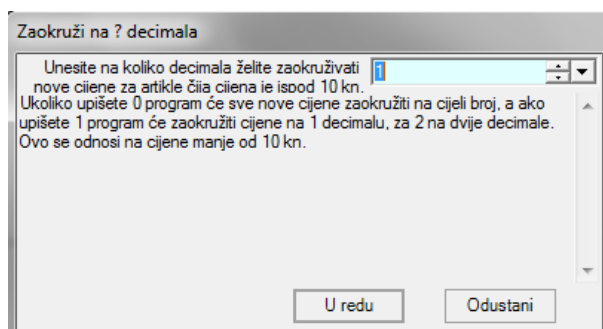 Zaokruži na ? decimala
Unesite na koliko decimala želite zaokruživati
nove cijene za artikle čija cijena je ispod 10 kn.
1
Ukoliko upišete 0 program će sve nove cijene zaokružiti na cijeli broj, a ako
upišete 1 program će zaokružiti cijene na 1 decimalu, za 2 na dvije decimale.
Ovo se odnosi na cijene manje od 10 kn.
U redu
Odustani